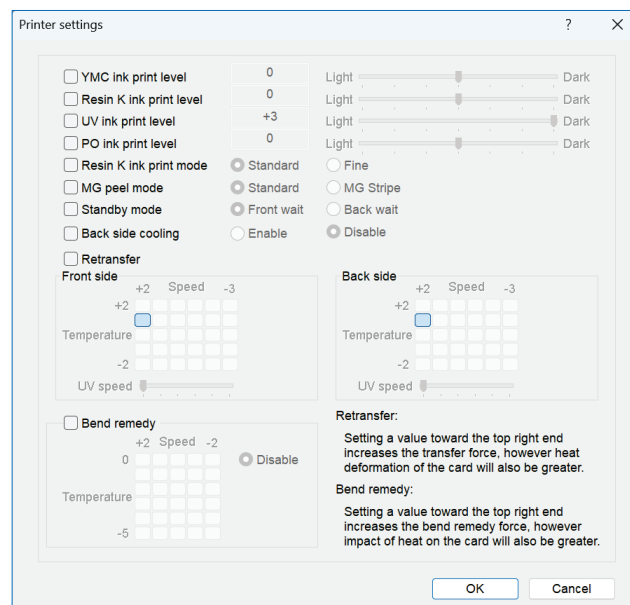 Printer settings ? X
YMC ink print level 0 Light Dark
Resin K ink print level 0 Light Dark
UV ink print level +3 Light Dark
PO ink print level 0 Light Dark
Resin K ink print mode Standard Fine
MG peel mode Standard MG Stripe
Standby mode Front wait Back wait
Back side cooling Enable Disable
Retransfer
Front side
+2 Speed -3
+2
Temperature
-2
UV speed
Back side
+2 Speed -3
+2
Temperature
-2
UV speed
Bend remedy
+2 Speed -2
0 Disable
Temperature
-5
Retransfer:
Setting a value toward the top right end
increases the transfer force, however heat
deformation of the card will also be greater.
Bend remedy:
Setting a value toward the top right end
increases the bend remedy force, however
impact of heat on the card will also be greater.
OK Cancel